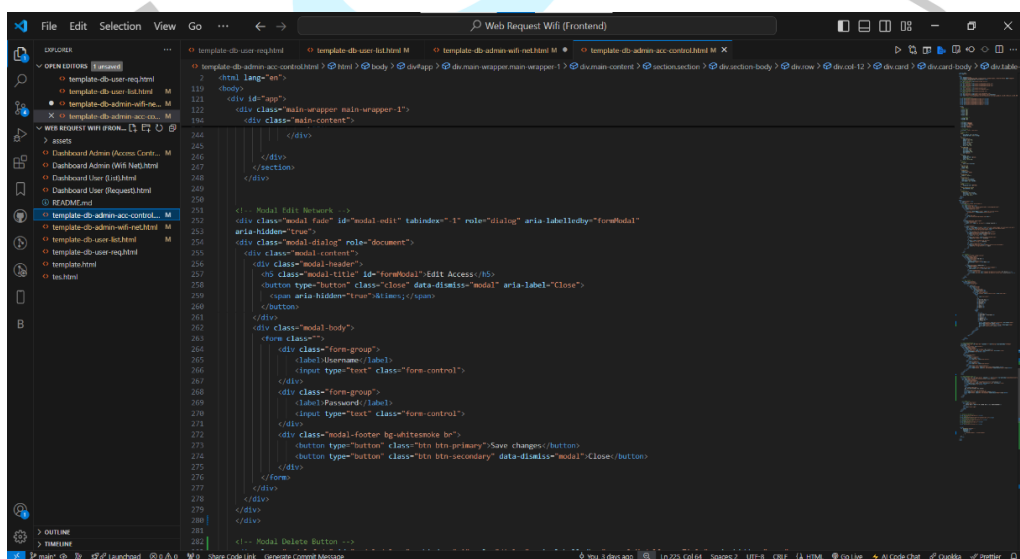 File Edit Selection View Go ··· Web Request Wifi (Frontend)
EXPLORER ···
OPEN EDITORS 1 unsaved
template-db-user-req.html
template-db-user-list.html M
template-db-admin-wifi-ne... M
template-db-admin-acc-co... M
WEB REQUEST WIFI (FRON...
assets
Dashboard Admin (Access Contr... M
Dashboard Admin (Wifi Net).html
Dashboard User (List).html
Dashboard User (Request).html
README.md
template-db-admin-acc-control.... M
template-db-admin-wifi-net.html M
template-db-user-list.html M
template-db-user-req.html
template.html
tes.html
OUTLINE
TIMELINE
template-db-user-req.html template-db-user-list.html M template-db-admin-wifi-net.html M template-db-admin-acc-control.html M
template-db-admin-acc-control.html > html > body > div#app > div.main-wrapper.main-wrapper-1 > div.main-content > section.section > div.section-body > div.row > div.col-12 > div.card > div.card-body > div.table-
2 <html lang="en">
119 <body>
121 <div id="app">
122 <div class="main-wrapper main-wrapper-1">
194 <div class="main-content">
244 </div>
245
246 </div>
247 </section>
248 </div>
249
250
251 <!-- Modal Edit Network -->
252 <div class="modal fade" id="modal-edit" tabindex="-1" role="dialog" aria-labelledby="formModal"
253 aria-hidden="true">
254 <div class="modal-dialog" role="document">
255 <div class="modal-content">
256 <div class="modal-header">
257 <h5 class="modal-title" id="formModal">Edit Access</h5>
258 <button type="button" class="close" data-dismiss="modal" aria-label="Close">
259 <span aria-hidden="true">&times;</span>
260 </button>
261 </div>
262 <div class="modal-body">
263 <form class="">
264 <div class="form-group">
265 <label>Username</label>
266 <input type="text" class="form-control">
267 </div>
268 <div class="form-group">
269 <label>Password</label>
270 <input type="text" class="form-control">
271 </div>
272 <div class="modal-footer bg-whitesmoke br">
273 <button type="button" class="btn btn-primary">Save changes</button>
274 <button type="button" class="btn btn-secondary" data-dismiss="modal">Close</button>
275 </div>
276 </form>
277 </div>
278 </div>
279 </div>
280 </div>
281
282 <!-- Modal Delete Button -->
main* Launchpad 0 0 0 Share Code Link Generate Commit Message You, 3 days ago Ln 225, Col 64 Spaces: 2 UTF-8 CRLF HTML Go Live AI Code Chat Quokka Prettier